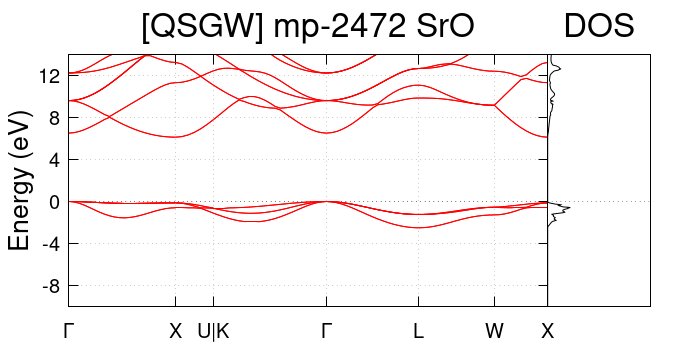 [QSGW] mp-2472 SrO
DOS
Energy (eV)
12
8
4
0
-4
-8
Γ X U|K Γ L W X